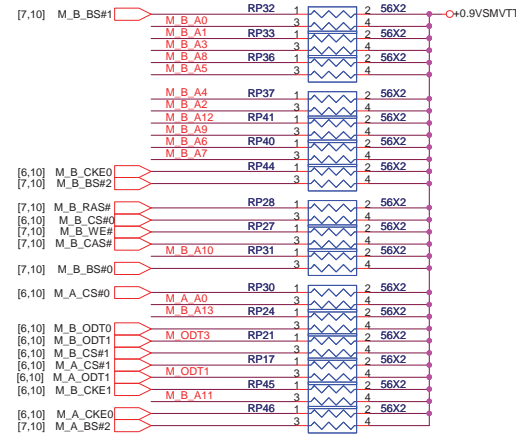 [7,10] M_B_BS#1 RP32 1 2 56X2 +0.9VSMVTT
M_B_A0 3 4
M_B_A1 RP33 1 2 56X2
M_B_A3 3 4
M_B_A8 RP36 1 2 56X2
M_B_A5 3 4
M_B_A4 RP37 1 2 56X2
M_B_A2 3 4
M_B_A12 RP41 1 2 56X2
M_B_A9 3 4
M_B_A6 RP40 1 2 56X2
M_B_A7 3 4
[6,10] M_B_CKE0 RP44 1 2 56X2
[7,10] M_B_BS#2 3 4
[7,10] M_B_RAS# RP28 1 2 56X2
[6,10] M_B_CS#0 3 4
[7,10] M_B_WE# RP27 1 2 56X2
[7,10] M_B_CAS# 3 4
M_B_A10 RP31 1 2 56X2
[7,10] M_B_BS#0 3 4
[6,10] M_A_CS#0 RP30 1 2 56X2
M_A_A0 3 4
M_B_A13 RP24 1 2 56X2
[6,10] M_B_ODT0 3 4
[6,10] M_B_ODT1 M_ODT3 RP21 1 2 56X2
[6,10] M_B_CS#1 3 4
[6,10] M_A_CS#1 RP17 1 2 56X2
[6,10] M_A_ODT1 M_ODT1 3 4
[6,10] M_B_CKE1 RP45 1 2 56X2
M_B_A11 3 4
[6,10] M_A_CKE0 RP46 1 2 56X2
[7,10] M_A_BS#2 3 4